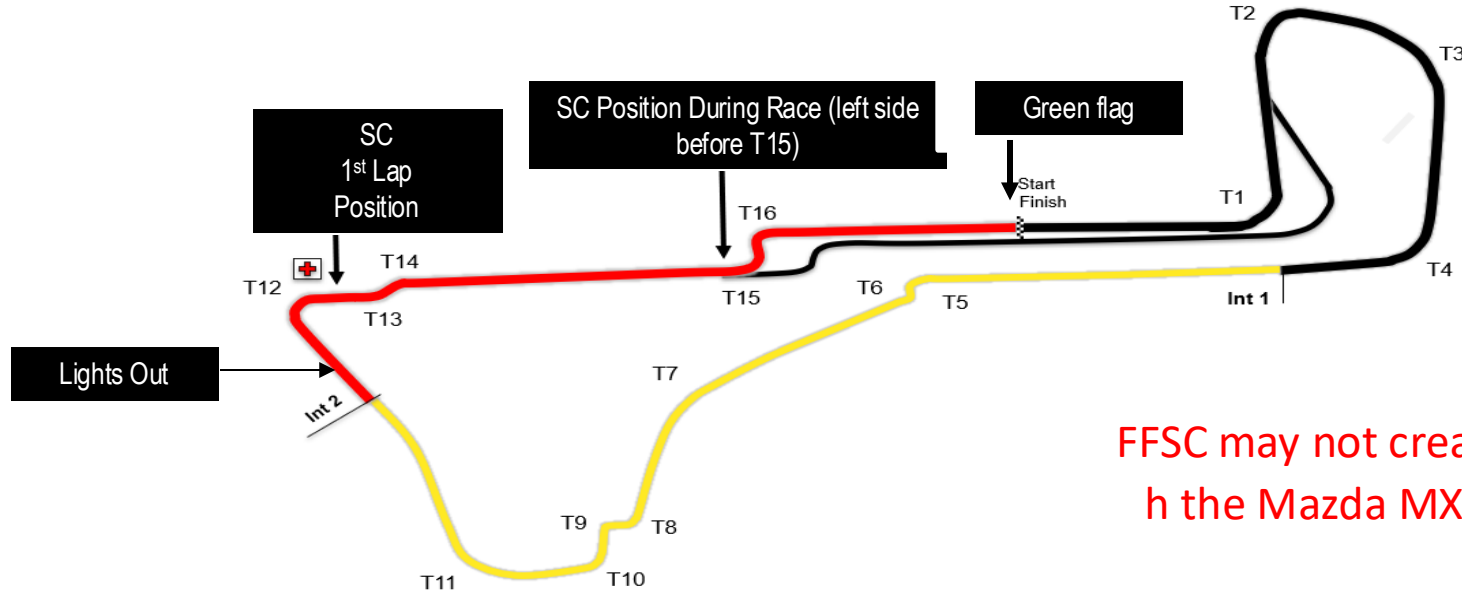 T2
T3
SC Position During Race (left side
before T15)
Green flag
SC
1st Lap
Position
Start
Finish
T1
T16
T14
T12
T13
T15
T6
T5
Int 1
T4
Lights Out
Int 2
T7
FFSC may not crea
h the Mazda MX
T9
T8
T11
T10